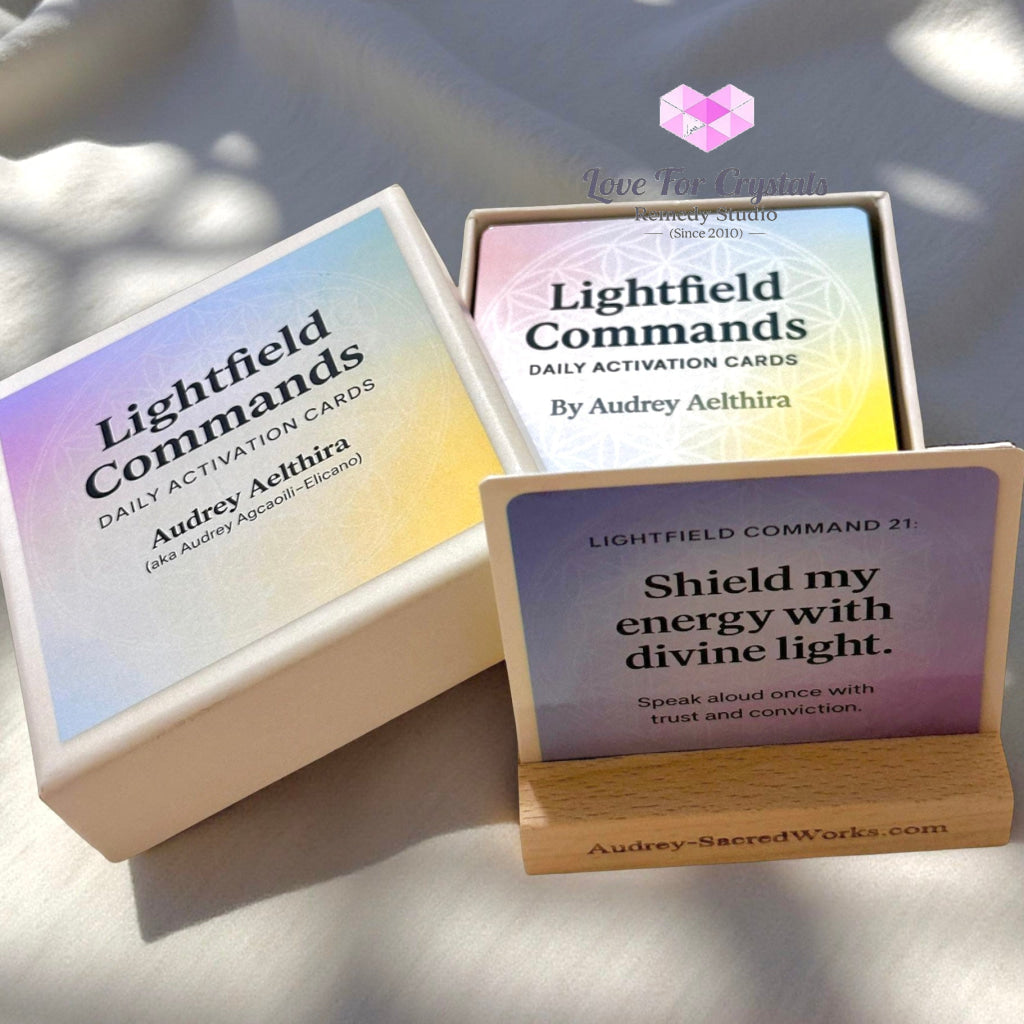 Love For Crystals
Remedy Studio
(Since 2010)
Lightfield
Commands
DAILY ACTIVATION CARDS
Audrey Aelthira
(aka Audrey Agcaoili-Elicano)
Lightfield
Commands
DAILY ACTIVATION CARDS
By Audrey Aelthira
LIGHTFIELD COMMAND 21:
Shield my
energy with
divine light.
Speak aloud once with
trust and conviction.
Audrey-SacredWorks.com